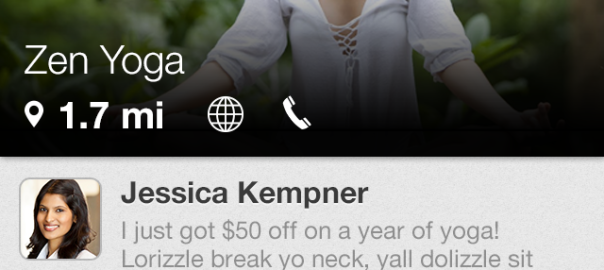 Zen Yoga
1.7 mi
Jessica Kempner
I just got $50 off on a year of yoga!
Lorizzle break yo neck, yall dolizzle sit